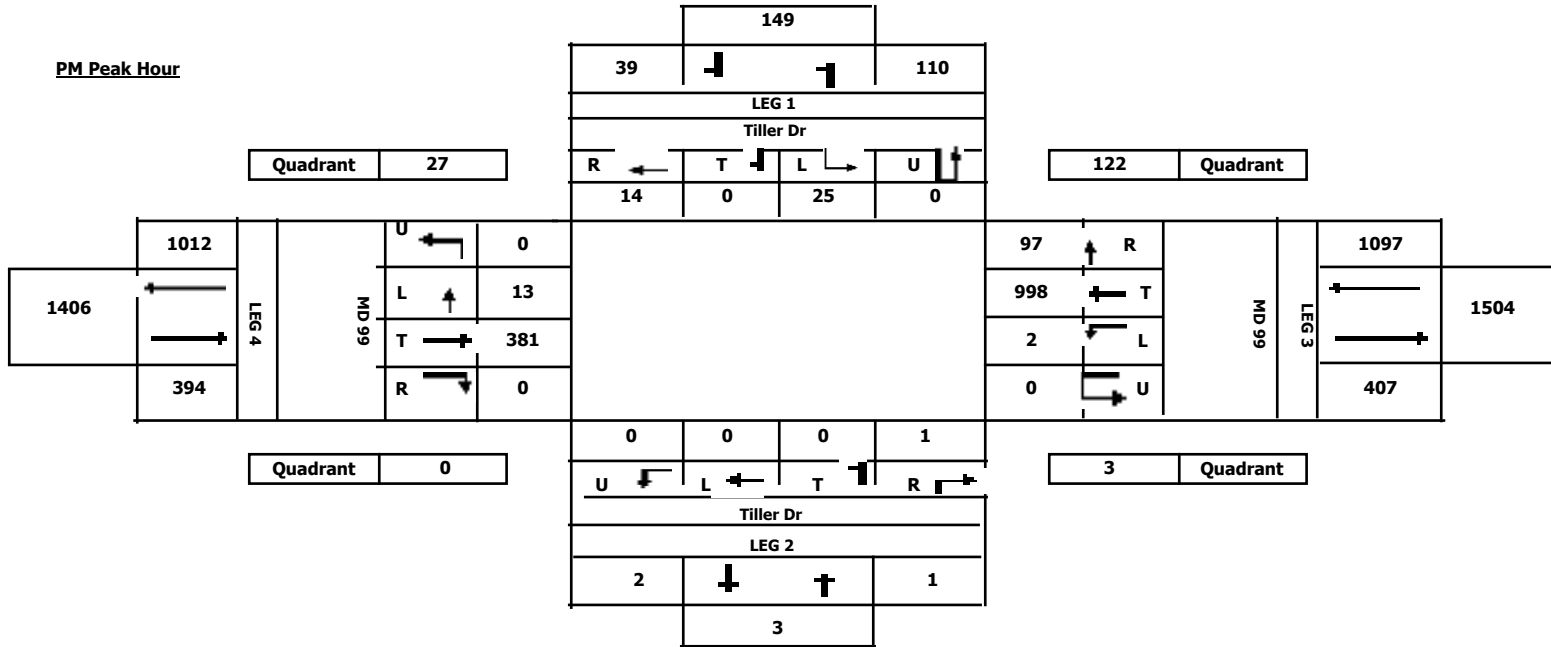 149
PM Peak Hour
39 110
LEG 1
Tiller Dr
Quadrant 27
R T L U
122 Quadrant
14 0 25 0
1012 U 0
97 R 1097
1406 LEG 4 MD 99 L 13
998 T MD 99 LEG 3 1504
T 381
2 L
394 R 0
0 U 407
0 0 0 1
Quadrant 0
U L T R
3 Quadrant
Tiller Dr
LEG 2
2 1
3